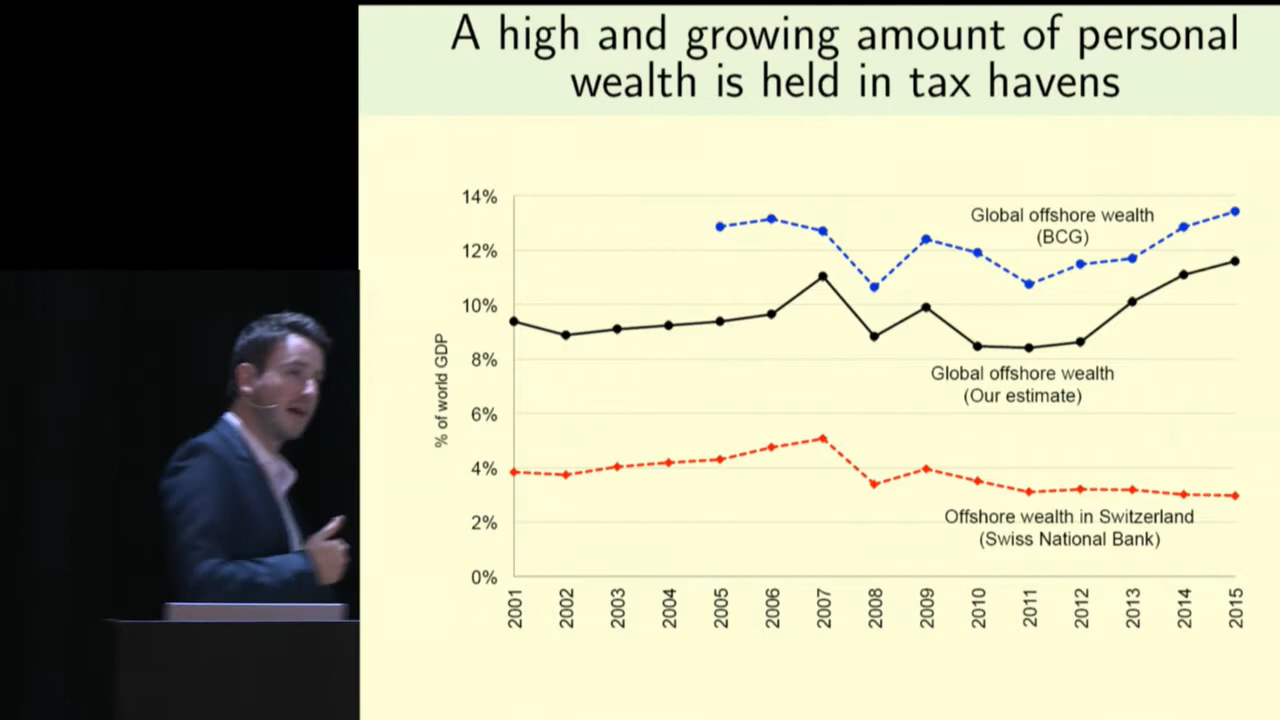 A high and growing amount of personal
wealth is held in tax havens
14%
12%
10%
8%
6%
4%
2%
0%
% of world GDP
Global offshore wealth
(BCG)
Global offshore wealth
(Our estimate)
Offshore wealth in Switzerland
(Swiss National Bank)
2001
2002
2003
2004
2005
2006
2007
2008
2009
2010
2011
2012
2013
2014
2015